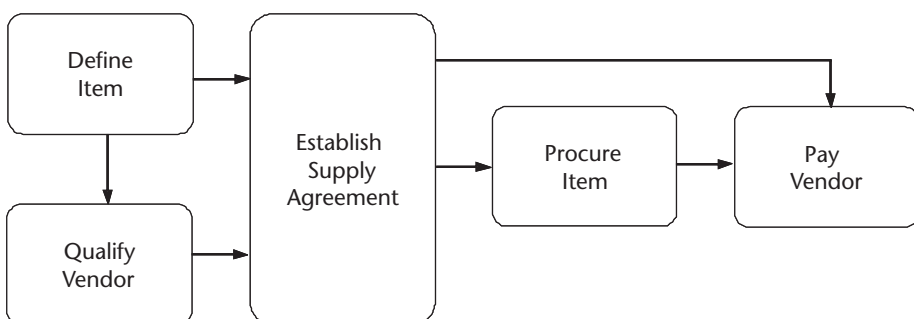 Define
Item
Qualify
Vendor
Establish
Supply
Agreement
Procure
Item
Pay
Vendor